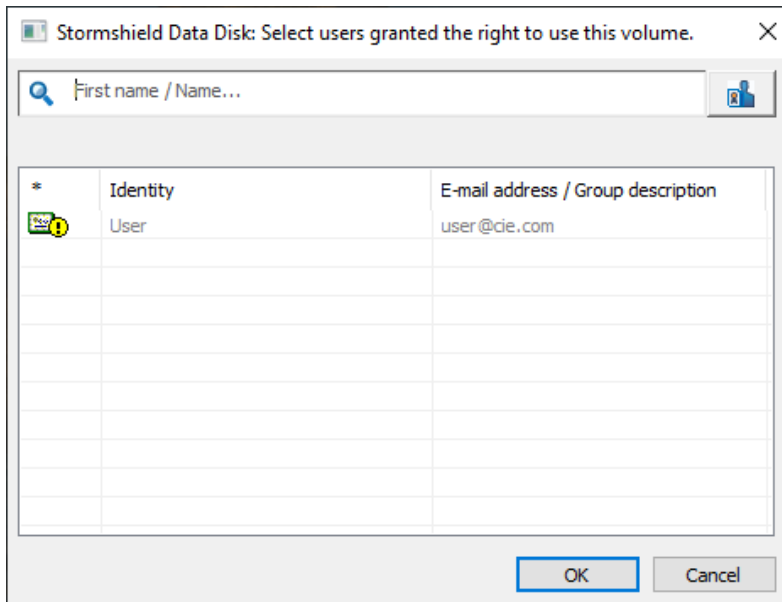 Stormshield Data Disk: Select users granted the right to use this volume.
First name / Name...
* Identity E-mail address / Group description
User user@cie.com
OK Cancel